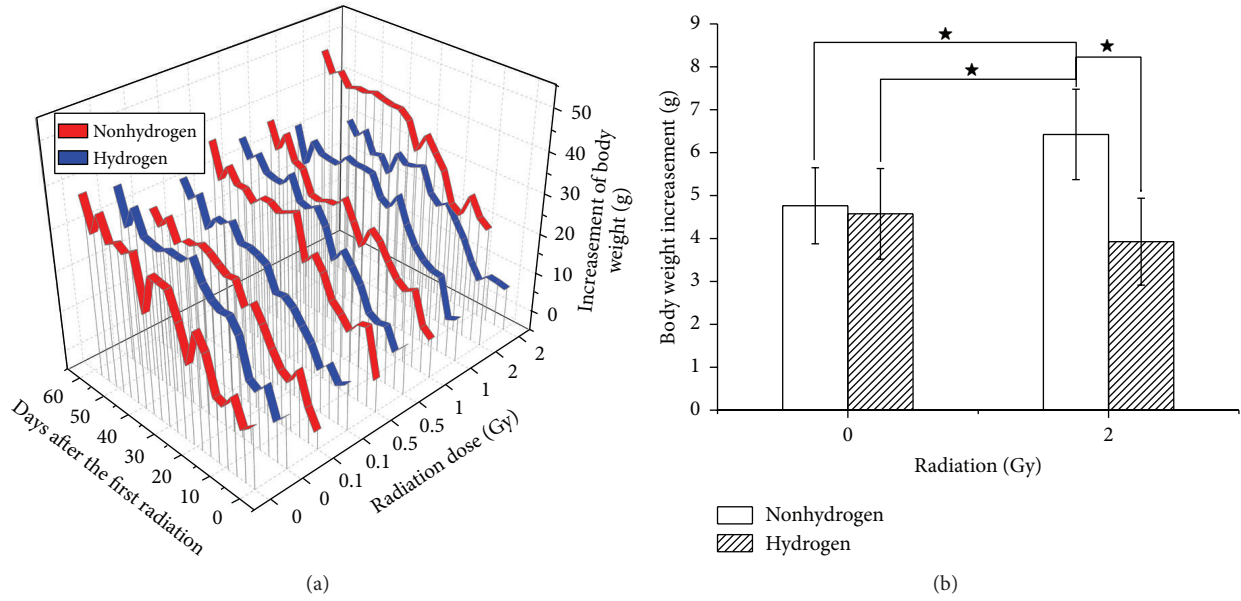 Nonhydrogen
Hydrogen
50
40
30
20
10
0
Increasement of body
weight (g)
60
50
40
30
20
10
0
Days after the first radiation
0
0
0.1
0.1
0.5
0.5
1
1
2
2
Radiation dose (Gy)
(a)
9
8
7
6
5
4
3
2
1
0
Body weight increasement (g)
0
2
Radiation (Gy)
Nonhydrogen
Hydrogen
(b)